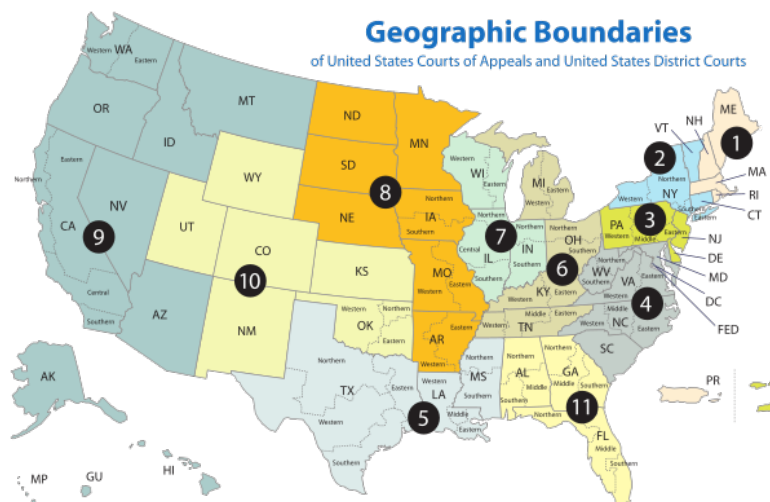 Geographic Boundaries
of United States Courts of Appeals and United States District Courts
WA
Western
Eastern
OR
MT
ID
ND
MN
SD
WY
NE
8
Northern
IA
Southern
WI
Western
Eastern
MI
Western
Eastern
VT
NH
ME
1
2
Northern
NY
Western
Southern
Eastern
MA
RI
CT
3
PA
Western
Middle
Eastern
NJ
DE
MD
DC
FED
Northern
Eastern
NV
CA
9
Central
Southern
UT
CO
10
KS
AZ
NM
OK
Western
Northern
Eastern
MO
Western
Eastern
AR
Eastern
Western
7
Northern
Central
IL
Southern
Northern
IN
Southern
Northern
OH
Southern
6
KY
Western
Eastern
TN
Western
Middle
Eastern
Northern
WV
Southern
VA
Eastern
Western
4
Middle
NC
Western
Eastern
SC
TX
Northern
Eastern
Western
Southern
LA
Western
Middle
Eastern
5
MS
Northern
Southern
AL
Northern
Middle
Southern
GA
Northern
Middle
Southern
11
Northern
FL
Middle
Southern
PR
AK
HI
GU
MP